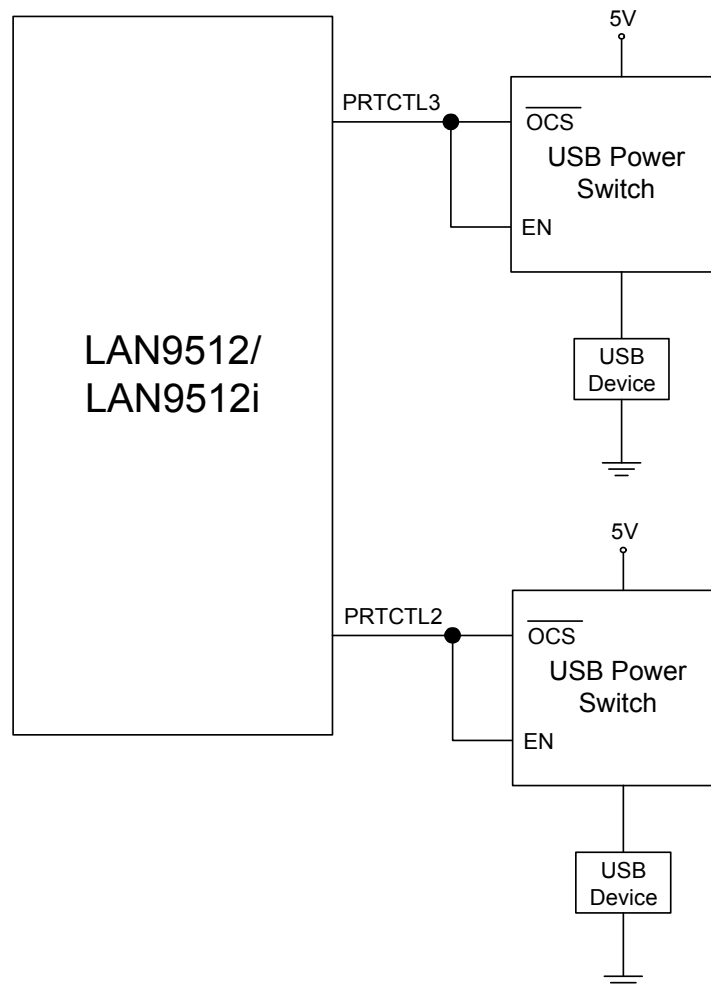 5V
PRTCTL3
OCS
USB Power
Switch
EN
LAN9512/
LAN9512i
USB
Device
5V
PRTCTL2
OCS
USB Power
Switch
EN
USB
Device